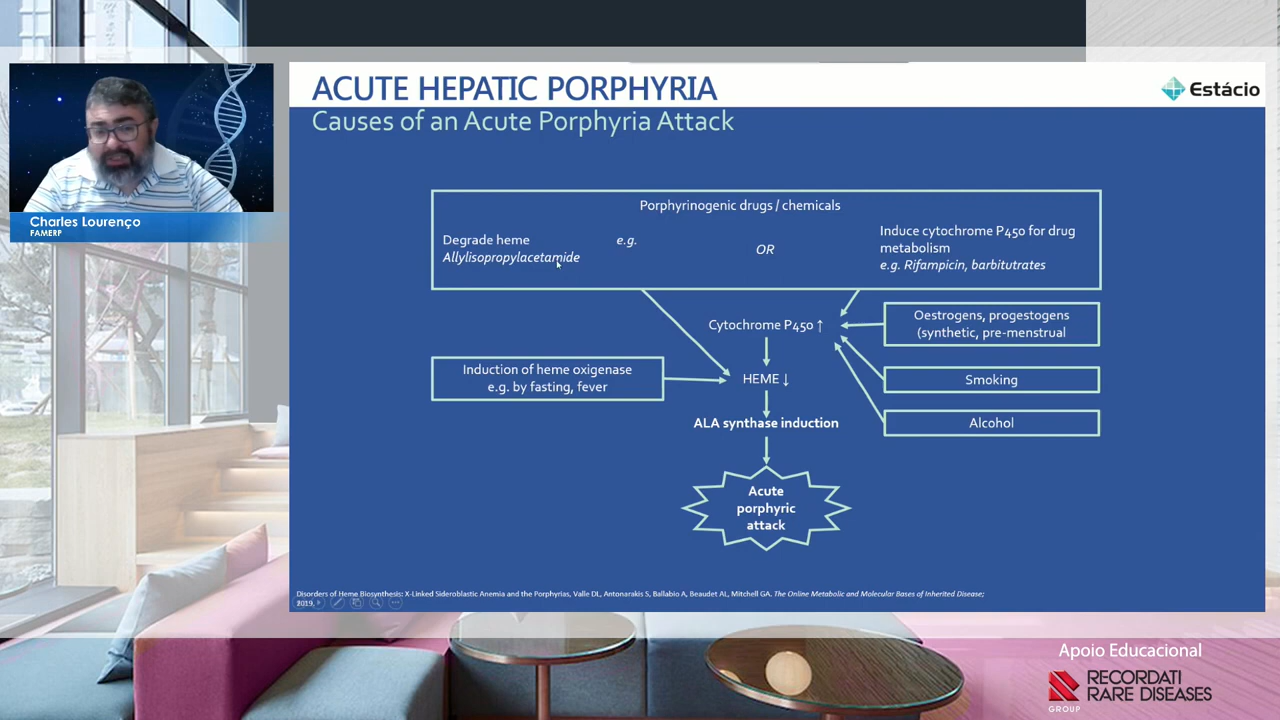 ACUTE HEPATIC PORPHYRIA
Estácio
Causes of an Acute Porphyria Attack
Charles Lourenço
FAMERP
Porphyrinogenic drugs / chemicals
Degrade heme e.g.
Allylisopropylacetamide
OR
Induce cytochrome P450 for drug
metabolism
e.g. Rifampicin, barbitutrates
Cytochrome P450 ↑
Oestrogens, progestogens
(synthetic, pre-menstrual
Induction of heme oxigenase
e.g. by fasting, fever
HEME ↓
Smoking
ALA synthase induction
Alcohol
Acute
porphyric
attack
Disorders of Heme Biosynthesis: X-Linked Sideroblastic Anemia and the Porphyrias, Valle DL, Antonarakis S, Ballabio A, Beaudet AL, Mitchell GA. The Online Metabolic and Molecular Bases of Inherited Disease;
2019.
Apoio Educacional
RECORDATI
RARE DISEASES
GROUP